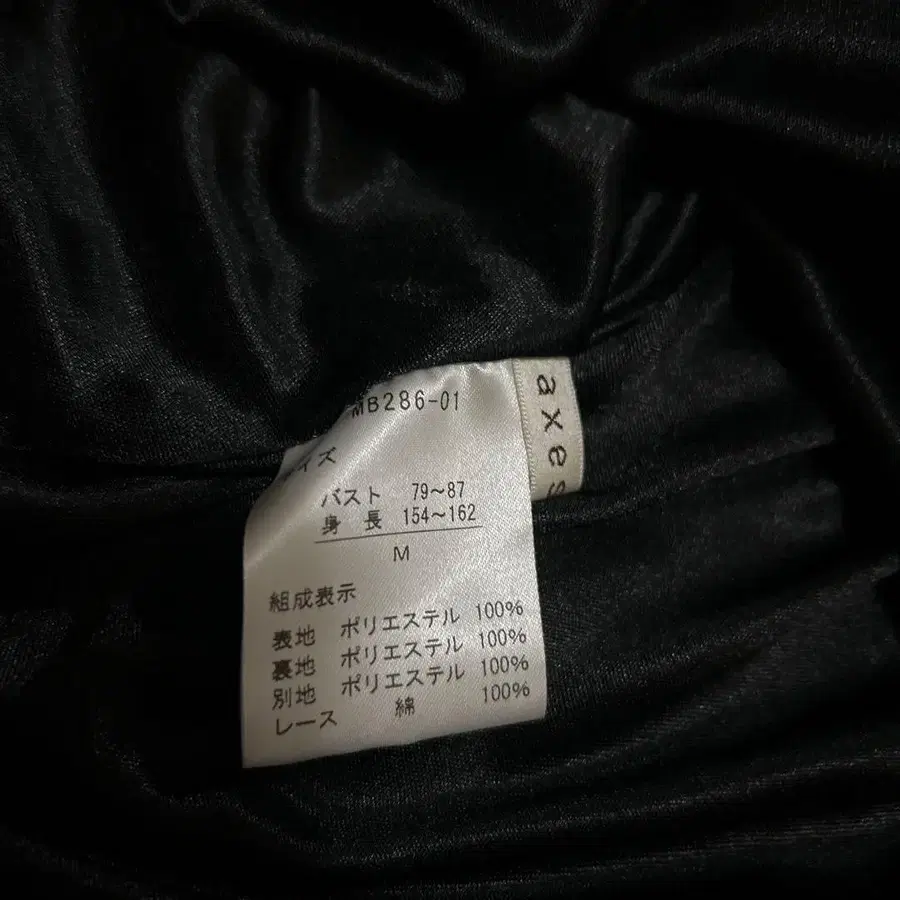 MB286-01
サイズ
バスト 79～87
身長 154～162
M
組成表示
表地 ポリエステル 100%
裏地 ポリエステル 100%
別地 ポリエステル 100%
レース 綿 100%
axes